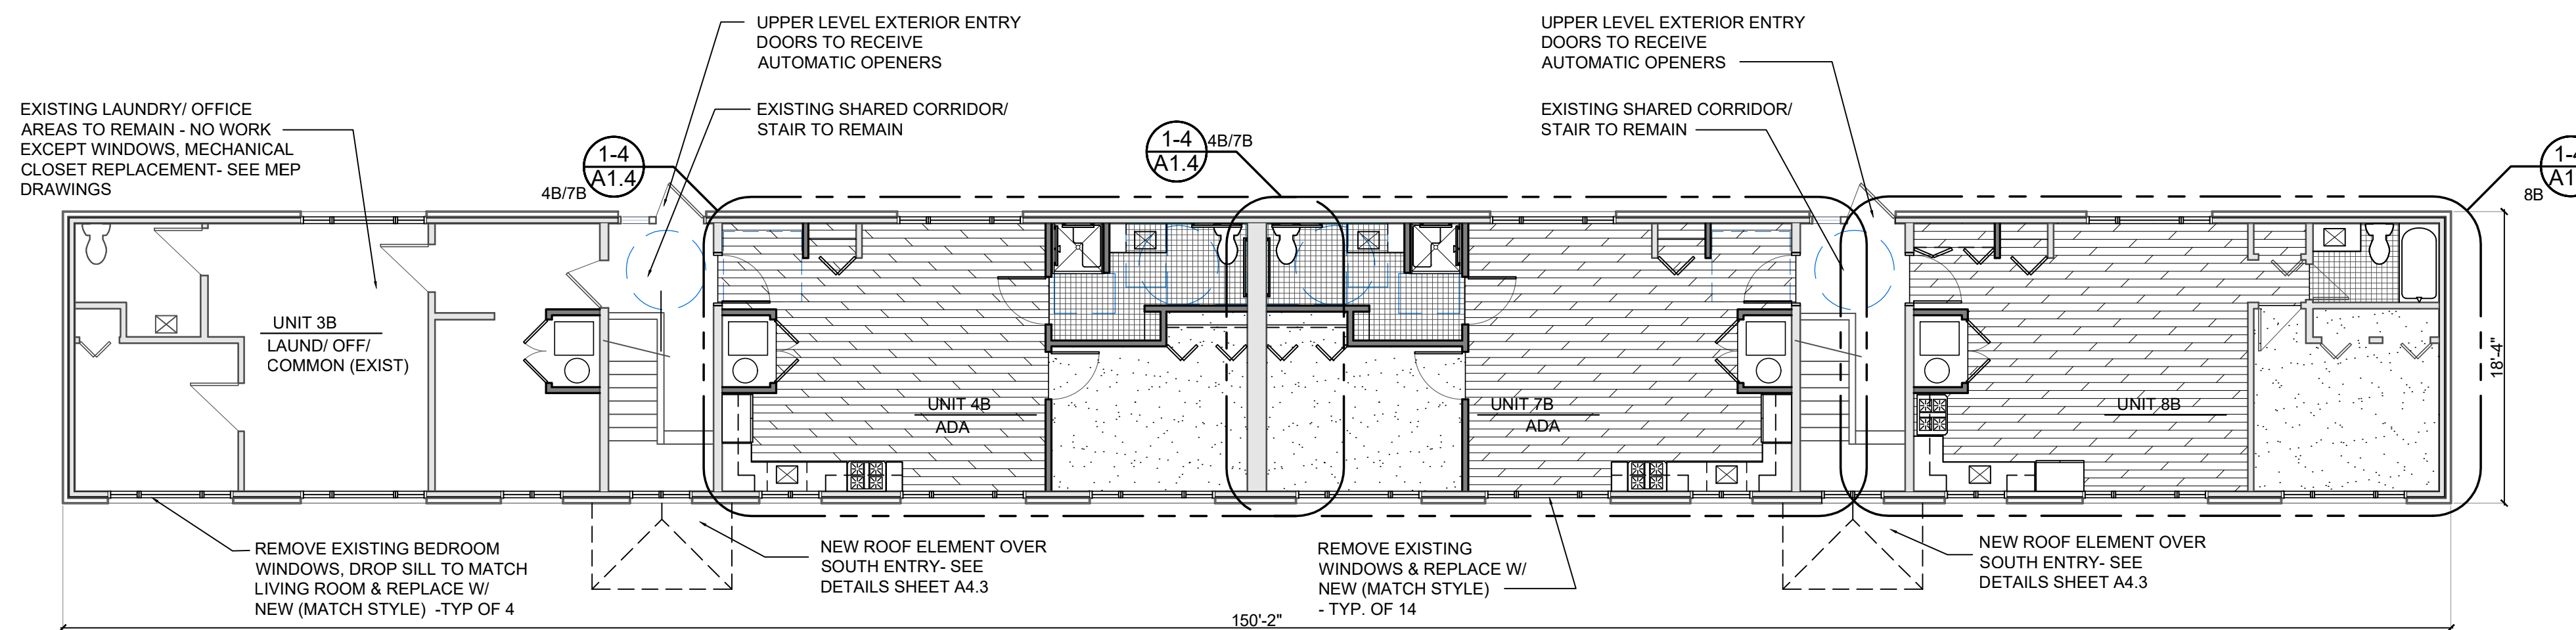 UPPER LEVEL EXTERIOR ENTRY
DOORS TO RECEIVE
AUTOMATIC OPENERS
UPPER LEVEL EXTERIOR ENTRY
DOORS TO RECEIVE
AUTOMATIC OPENERS
EXISTING LAUNDRY/ OFFICE
AREAS TO REMAIN - NO WORK
EXCEPT WINDOWS, MECHANICAL
CLOSET REPLACEMENT- SEE MEP
DRAWINGS
EXISTING SHARED CORRIDOR/
STAIR TO REMAIN
EXISTING SHARED CORRIDOR/
STAIR TO REMAIN
1-4
A1.4
4B/7B
1-4
A1.4
4B/7B
1-4
A1
8B
UNIT 3B
LAUND/ OFF/
COMMON (EXIST)
UNIT 4B
ADA
UNIT 7B
ADA
UNIT 8B
18'-4"
REMOVE EXISTING BEDROOM
WINDOWS, DROP SILL TO MATCH
LIVING ROOM & REPLACE W/
NEW (MATCH STYLE) -TYP OF 4
NEW ROOF ELEMENT OVER
SOUTH ENTRY- SEE
DETAILS SHEET A4.3
REMOVE EXISTING
WINDOWS & REPLACE W/
NEW (MATCH STYLE)
- TYP. OF 14
NEW ROOF ELEMENT OVER
SOUTH ENTRY- SEE
DETAILS SHEET A4.3
150'-2"